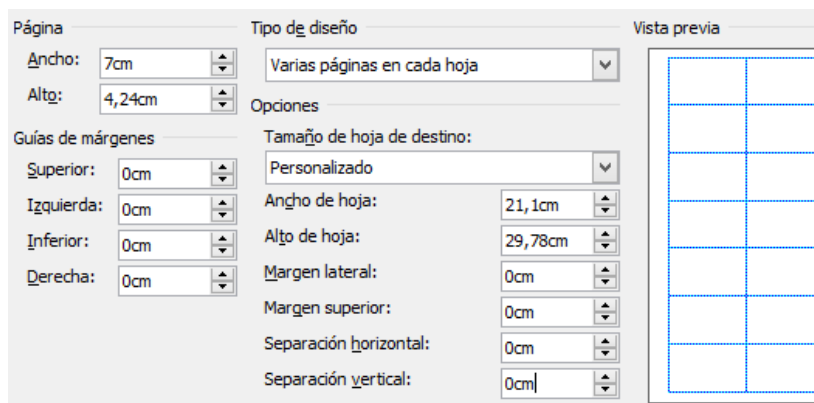 Página
Ancho: 7cm
Alto: 4,24cm
Guías de márgenes
Superior: 0cm
Izquierda: 0cm
Inferior: 0cm
Derecha: 0cm
Tipo de diseño
Varias páginas en cada hoja
Opciones
Tamaño de hoja de destino:
Personalizado
Ancho de hoja: 21,1cm
Alto de hoja: 29,78cm
Margen lateral: 0cm
Margen superior: 0cm
Separación horizontal: 0cm
Separación vertical: 0cm
Vista previa